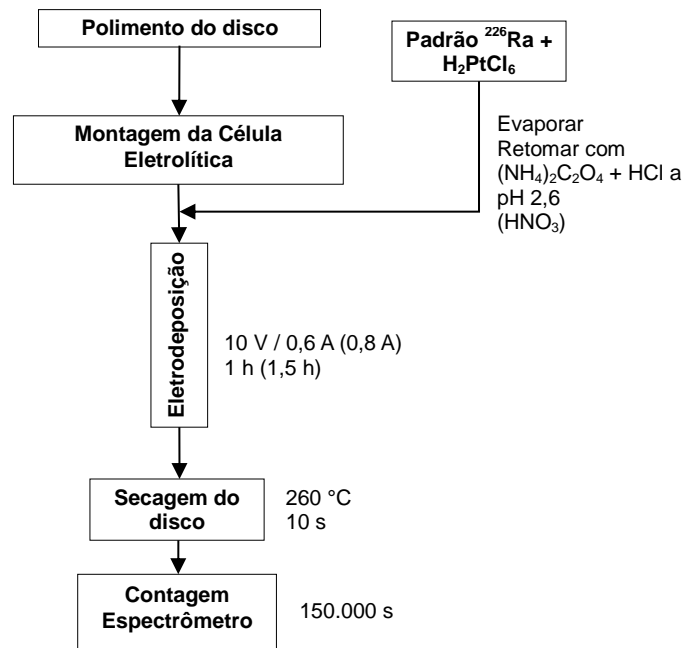 Polimento do disco
Padrão ²²⁶Ra +
H₂PtCl₆
Montagem da Célula
Eletrolítica
Evaporar
Retomar com
(NH₄)₂C₂O₄ + HCl a
pH 2,6
(HNO₃)
Eletrodeposição
10 V / 0,6 A (0,8 A)
1 h (1,5 h)
Secagem do
disco
260 °C
10 s
Contagem
Espectrômetro
150.000 s